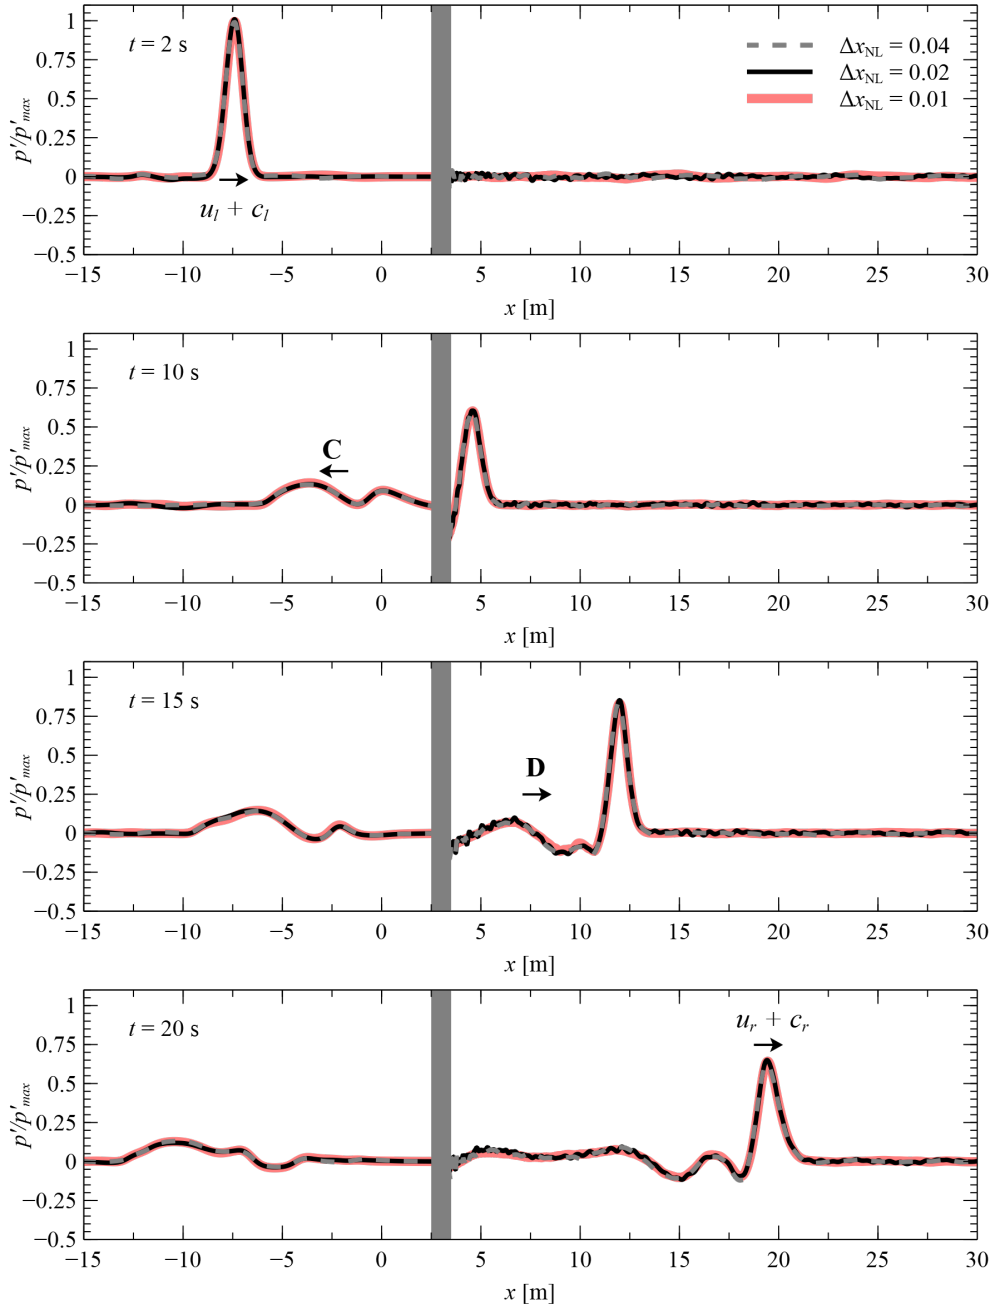 t = 2 s
Δx_NL = 0.04
Δx_NL = 0.02
Δx_NL = 0.01
1
0.75
0.5
0.25
0
−0.25
−0.5
p'/p'_max
u_l + c_l
−15 −10 −5 0 5 10 15 20 25 30
x [m]
t = 10 s
1
0.75
0.5
0.25
0
−0.25
−0.5
p'/p'_max
C
−15 −10 −5 0 5 10 15 20 25 30
x [m]
t = 15 s
1
0.75
0.5
0.25
0
−0.25
−0.5
p'/p'_max
D
−15 −10 −5 0 5 10 15 20 25 30
x [m]
t = 20 s
u_r + c_r
1
0.75
0.5
0.25
0
−0.25
−0.5
p'/p'_max
−15 −10 −5 0 5 10 15 20 25 30
x [m]